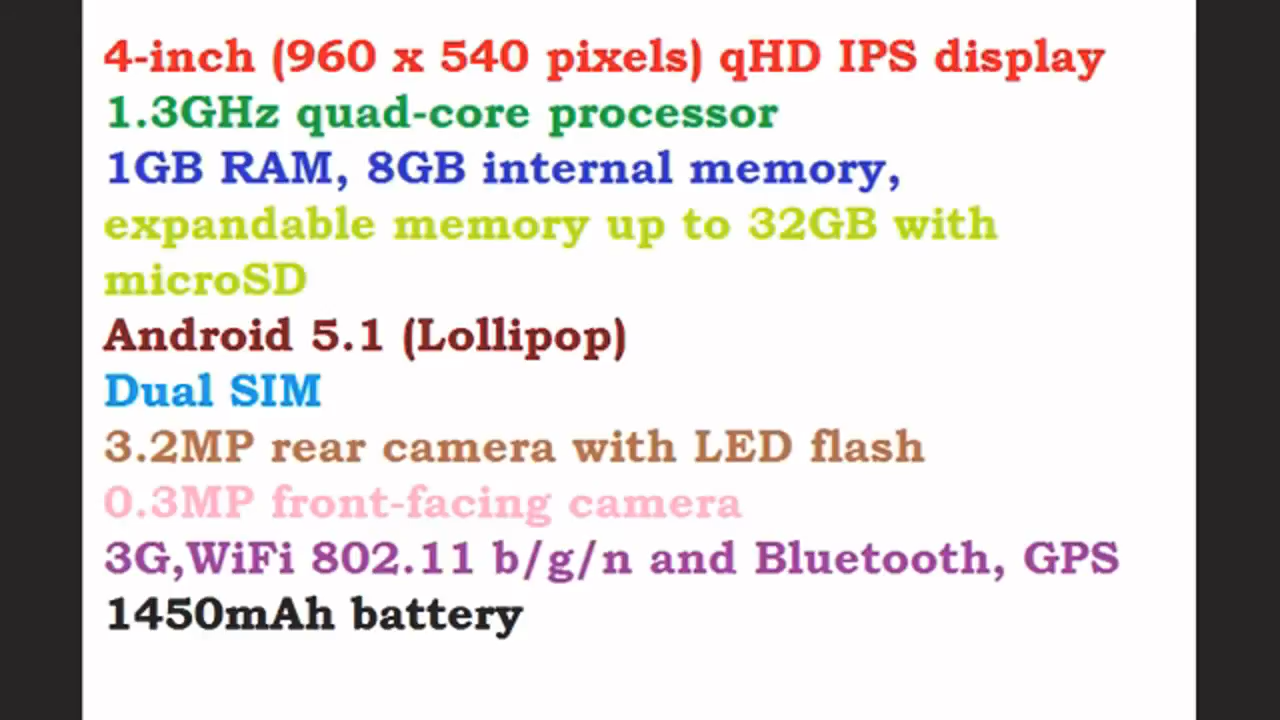 4-inch (960 x 540 pixels) qHD IPS display
1.3GHz quad-core processor
1GB RAM, 8GB internal memory,
expandable memory up to 32GB with
microSD
Android 5.1 (Lollipop)
Dual SIM
3.2MP rear camera with LED flash
0.3MP front-facing camera
3G,WiFi 802.11 b/g/n and Bluetooth, GPS
1450mAh battery